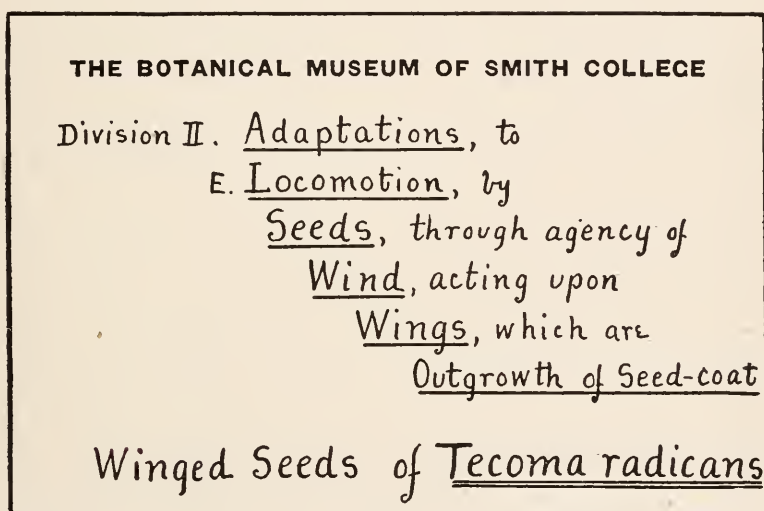 THE BOTANICAL MUSEUM OF SMITH COLLEGE
Division II. Adaptations, to
E. Locomotion, by
Seeds, through agency of
Wind, acting upon
Wings, which are
Outgrowth of Seed-coat
Winged Seeds of Tecoma radicans